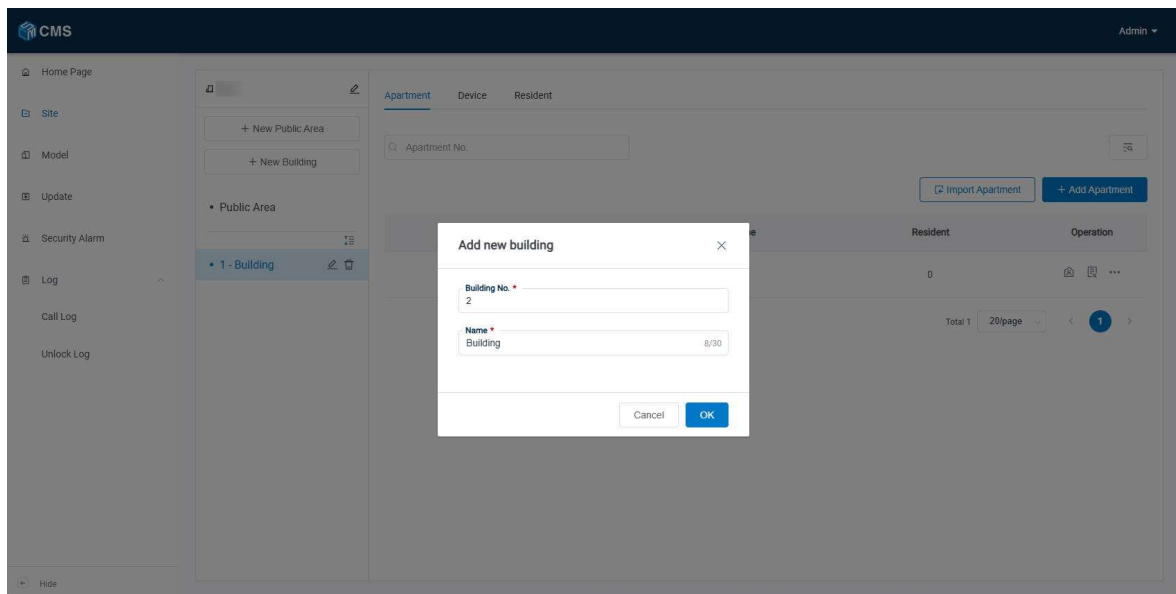 CMS
Admin
Home Page
Site
Model
Update
Security Alarm
Log
Call Log
Unlock Log
Hide
+ New Public Area
+ New Building
• Public Area
• 1 - Building
Apartment Device Resident
Apartment No.
Import Apartment + Add Apartment
Resident Operation
0
Total 1 20/page 1
Add new building
Building No. *
2
Name *
Building 8/30
Cancel OK